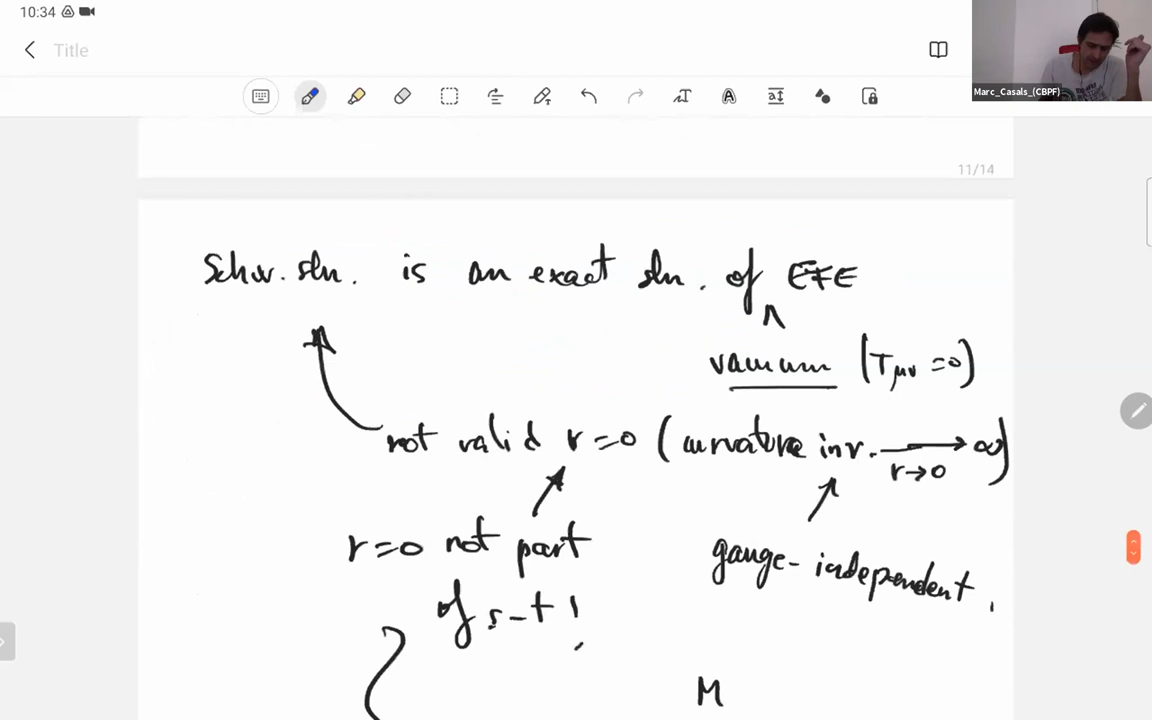 10:34
Title
Marc_Casals_(CBPF)
11/14
Schw. sln. is an exact sln. of EFE
^
vacuum (Tμν = 0)
not valid r=0 (curvature inv. → ∞)
r→0
r=0 not part
of s-t!
gauge-independent.
M